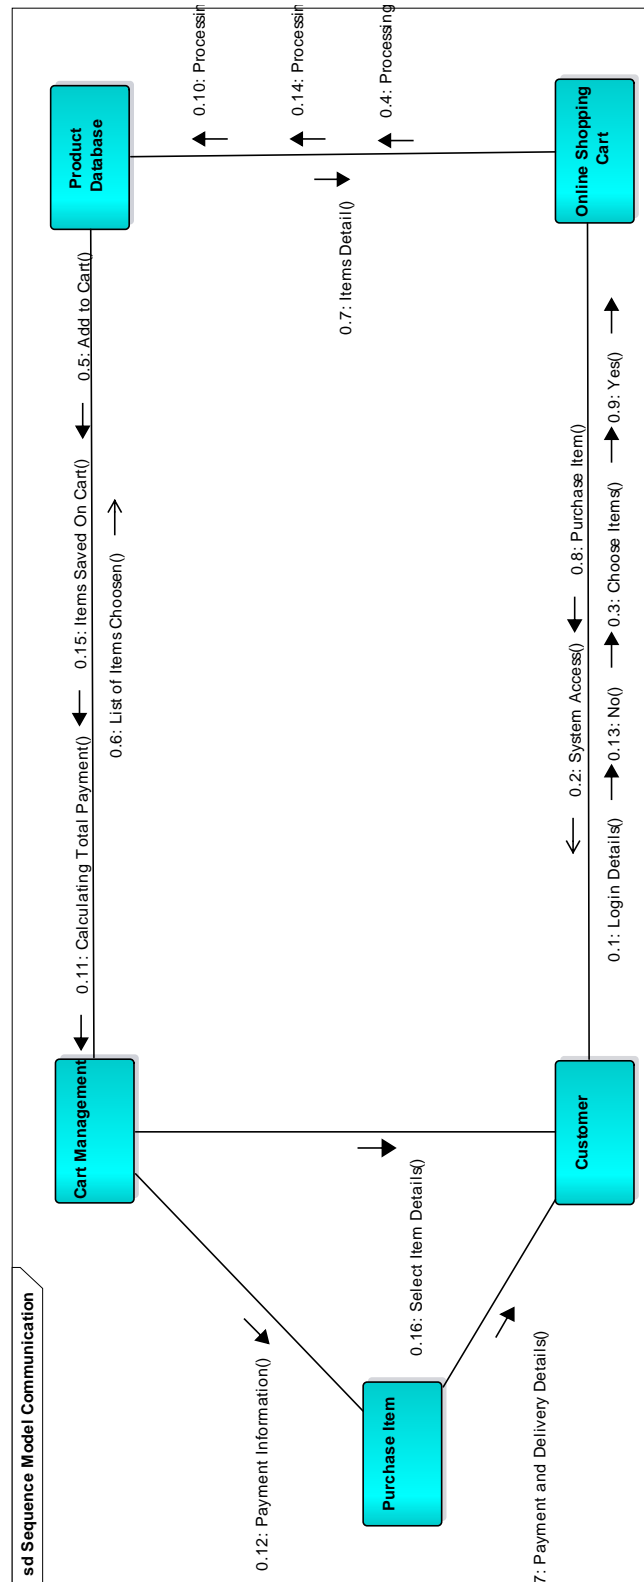 sd Sequence Model Communication
Product
Database
Online Shopping
Cart
Cart Management
Customer
Purchase Item
0.10: Processin
0.14: Processin
0.4: Processing
0.7: Items Detail()
0.5: Add to Cart()
0.15: Items Saved On Cart()
0.11: Calculating Total Payment()
0.6: List of Items Choosen()
0.8: Purchase Item()
0.2: System Access()
0.9: Yes()
0.3: Choose Items()
0.13: No()
0.1: Login Details()
0.16: Select Item Details()
0.12: Payment Information()
7: Payment and Delivery Details()